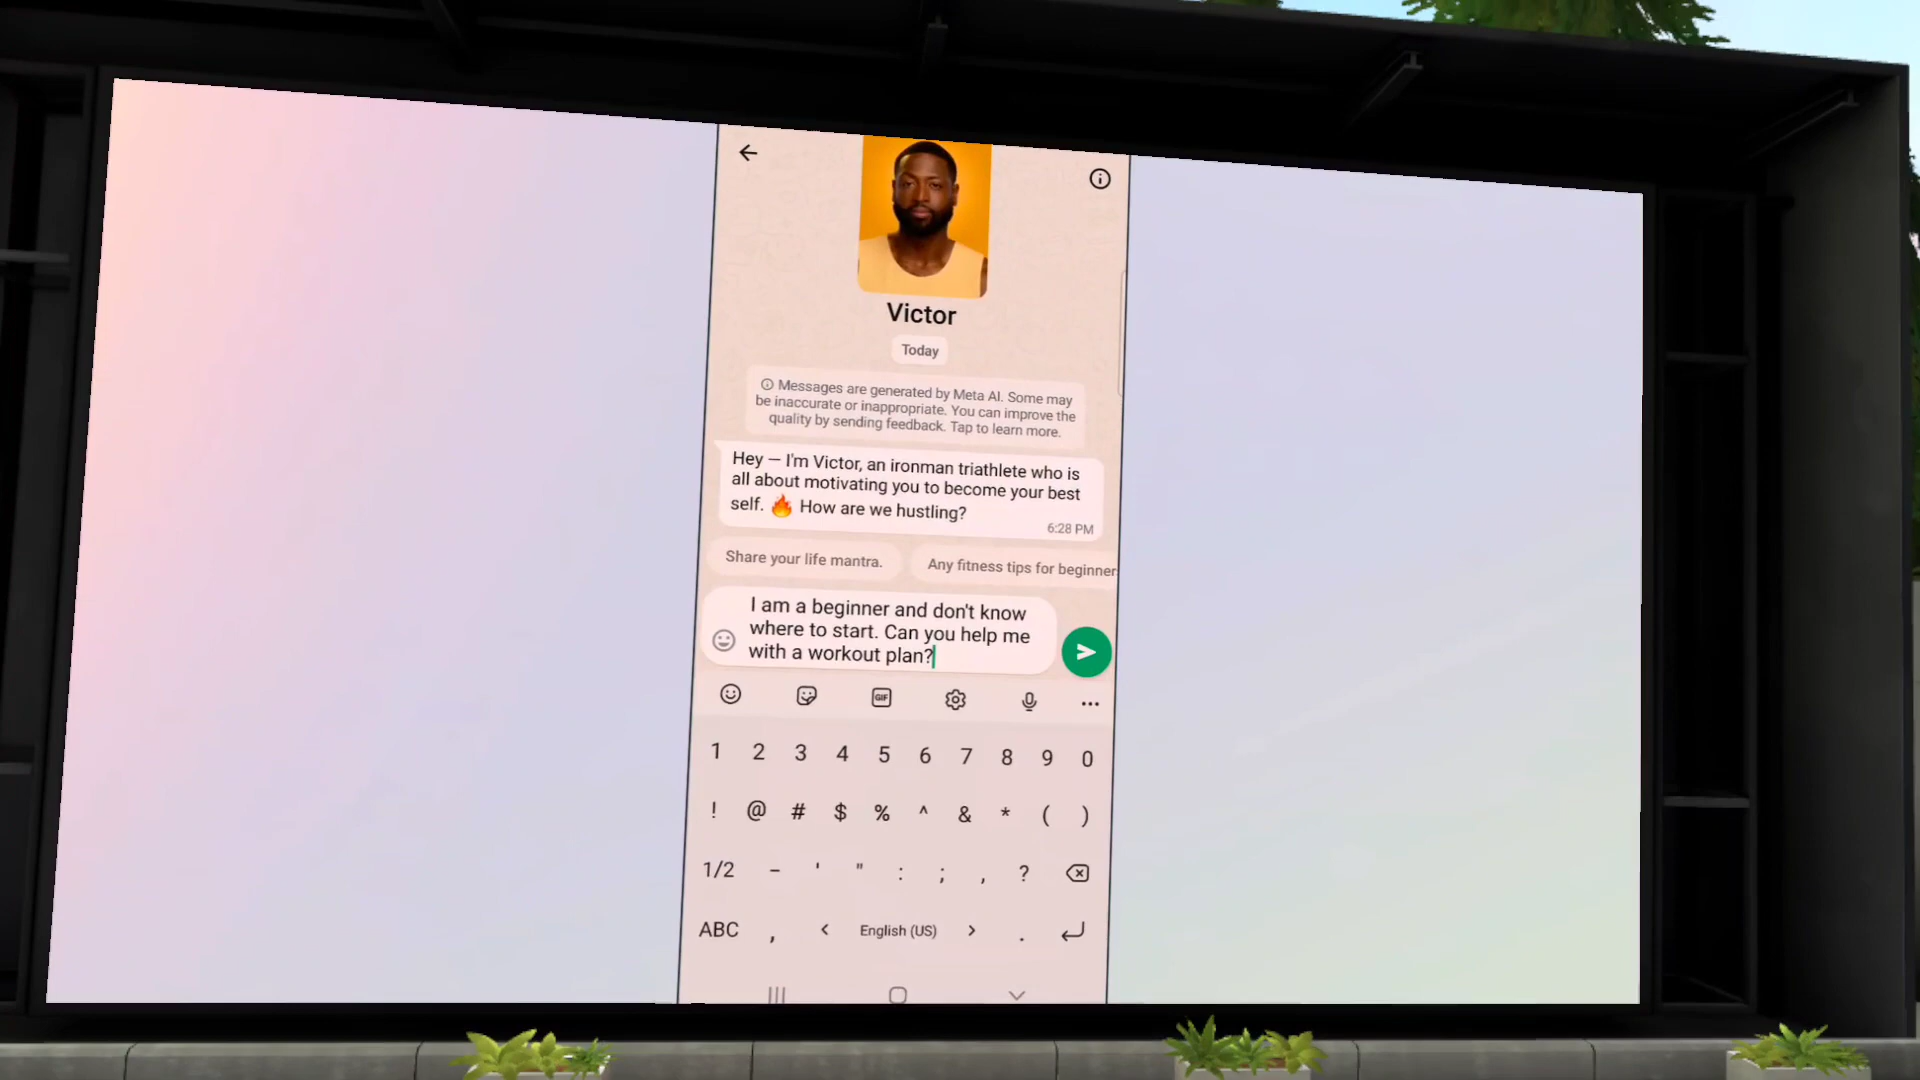 Victor
Today
Messages are generated by Meta AI. Some may
be inaccurate or inappropriate. You can improve the
quality by sending feedback. Tap to learn more.
Hey – I'm Victor, an ironman triathlete who is
all about motivating you to become your best
self. 🔥 How are we hustling?
6:28 PM
Share your life mantra. Any fitness tips for beginner
I am a beginner and don't know
where to start. Can you help me
with a workout plan?
GIF
1 2 3 4 5 6 7 8 9 0
! @ # $ % ^ & * ( )
1/2 - ' " : ; , ?
ABC , < English (US) > .